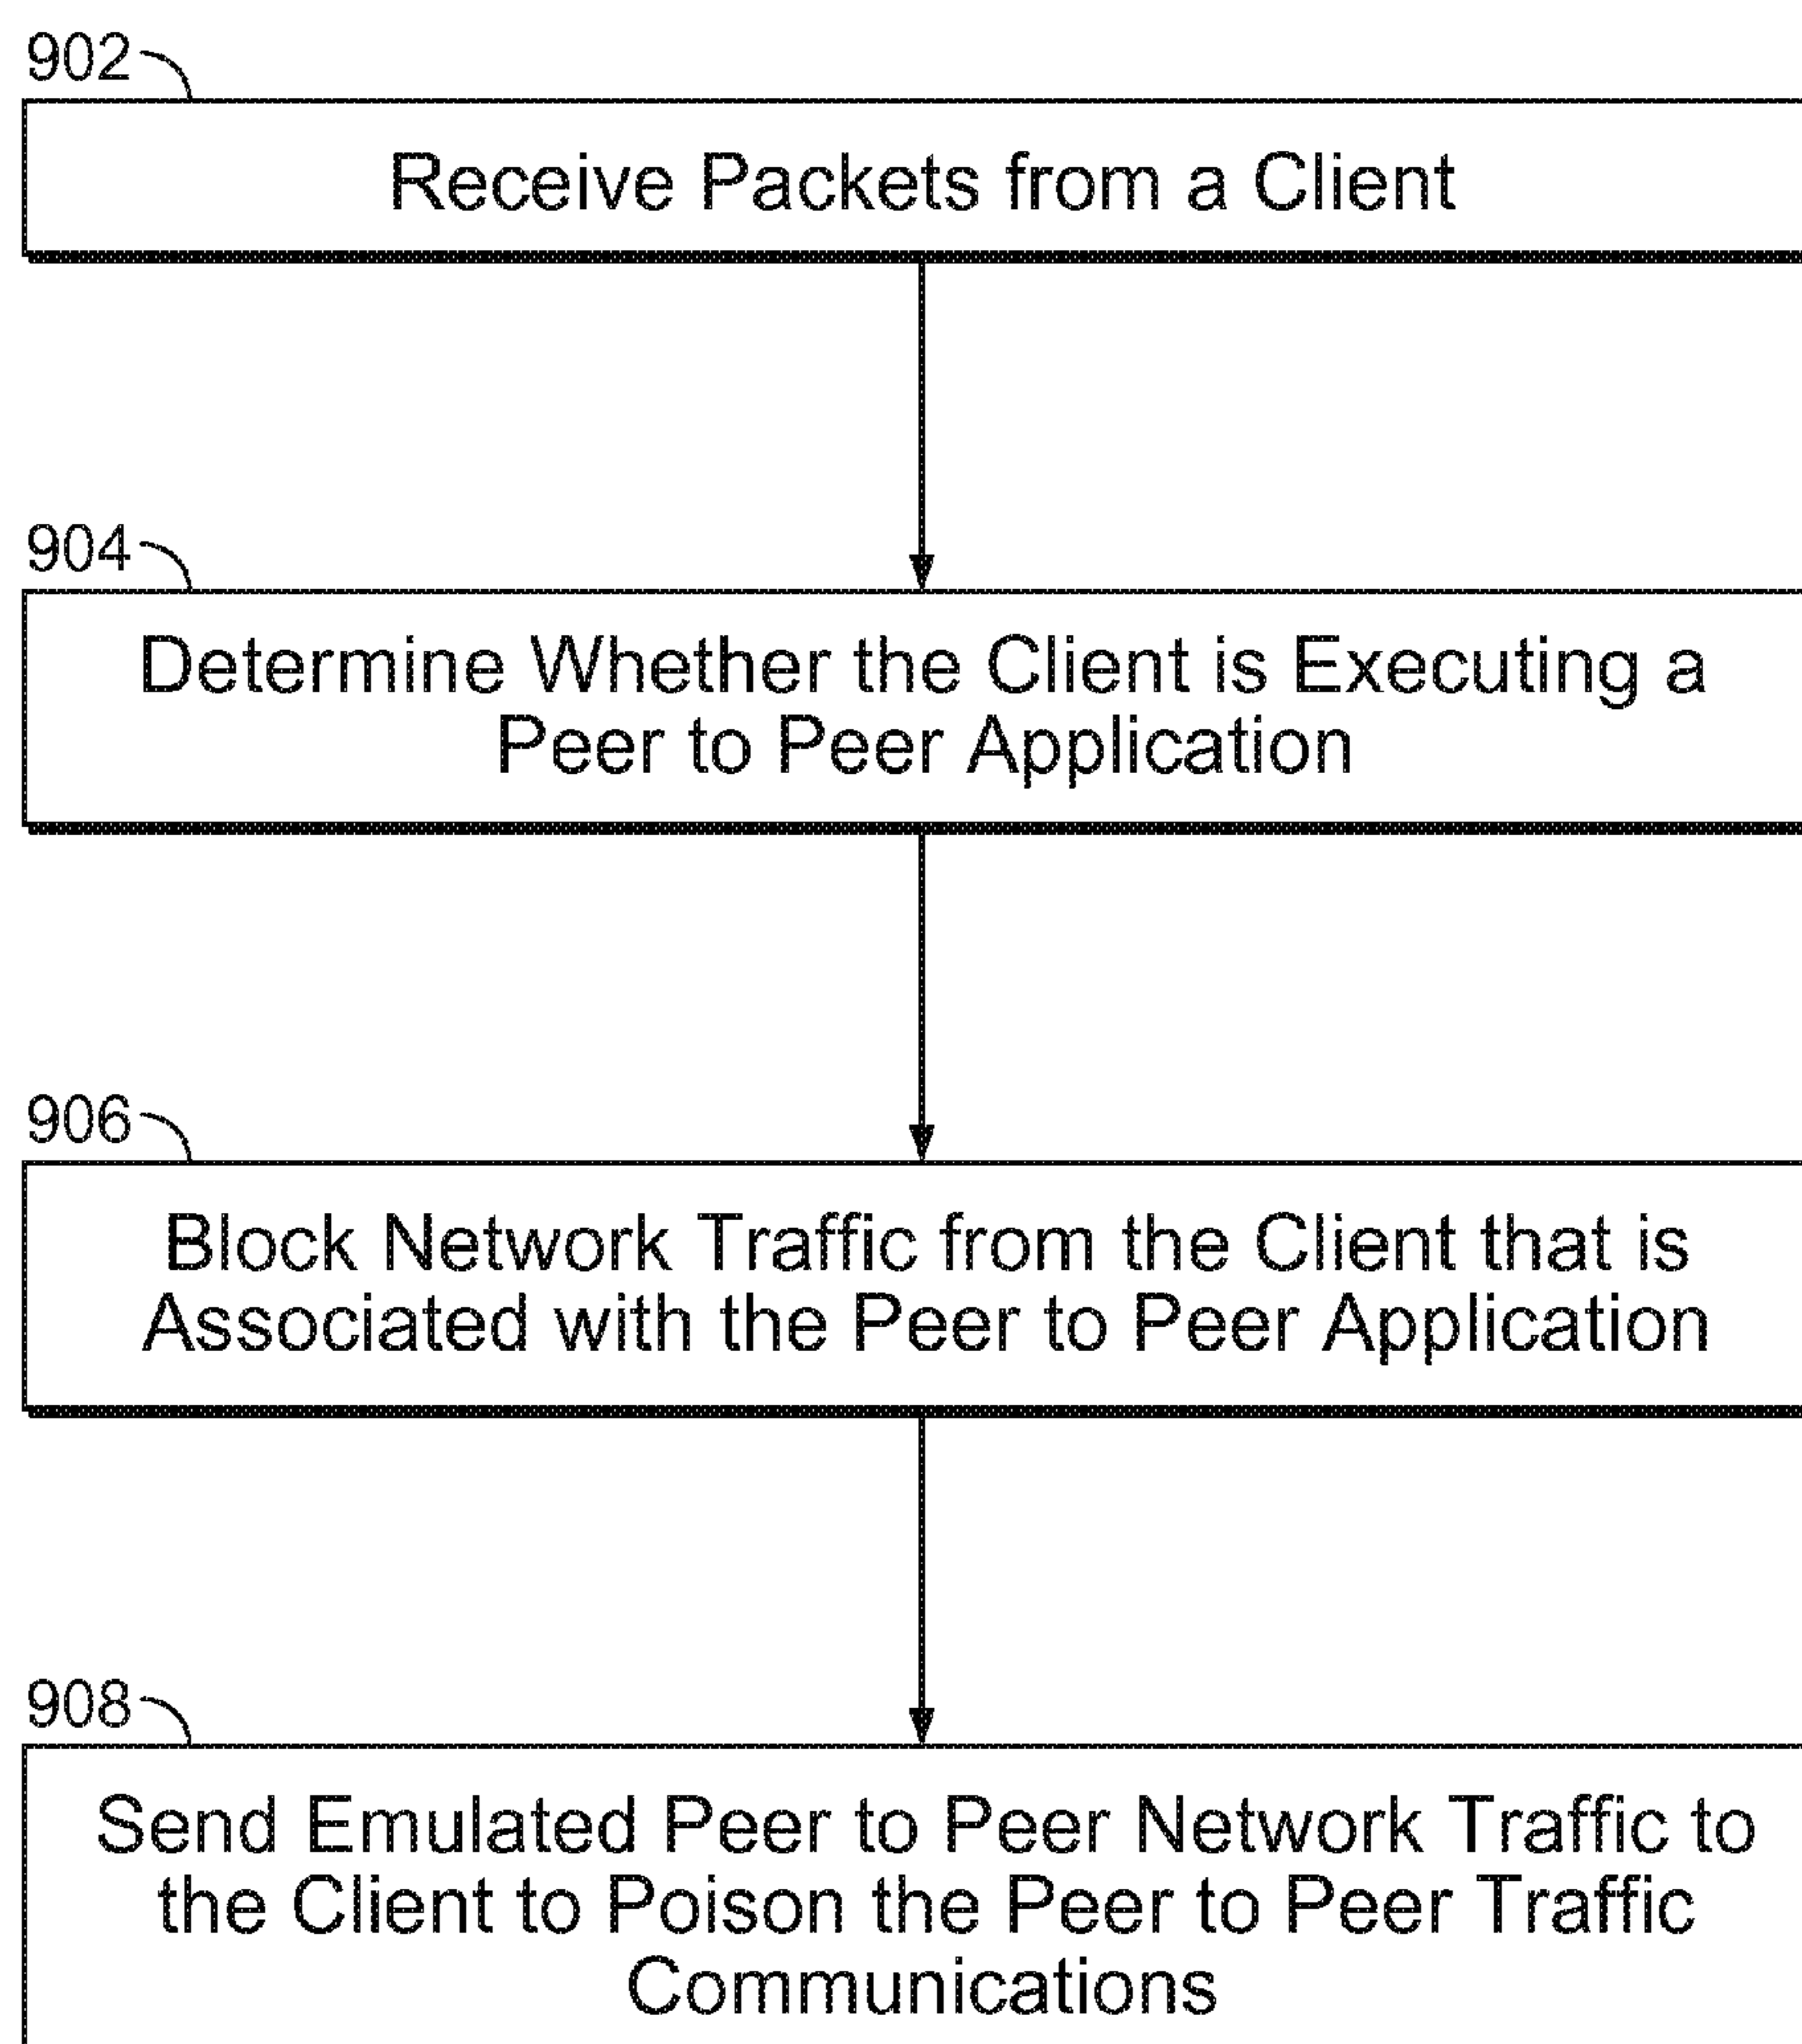 902
Receive Packets from a Client
904
Determine Whether the Client is Executing a
Peer to Peer Application
906
Block Network Traffic from the Client that is
Associated with the Peer to Peer Application
908
Send Emulated Peer to Peer Network Traffic to
the Client to Poison the Peer to Peer Traffic
Communications